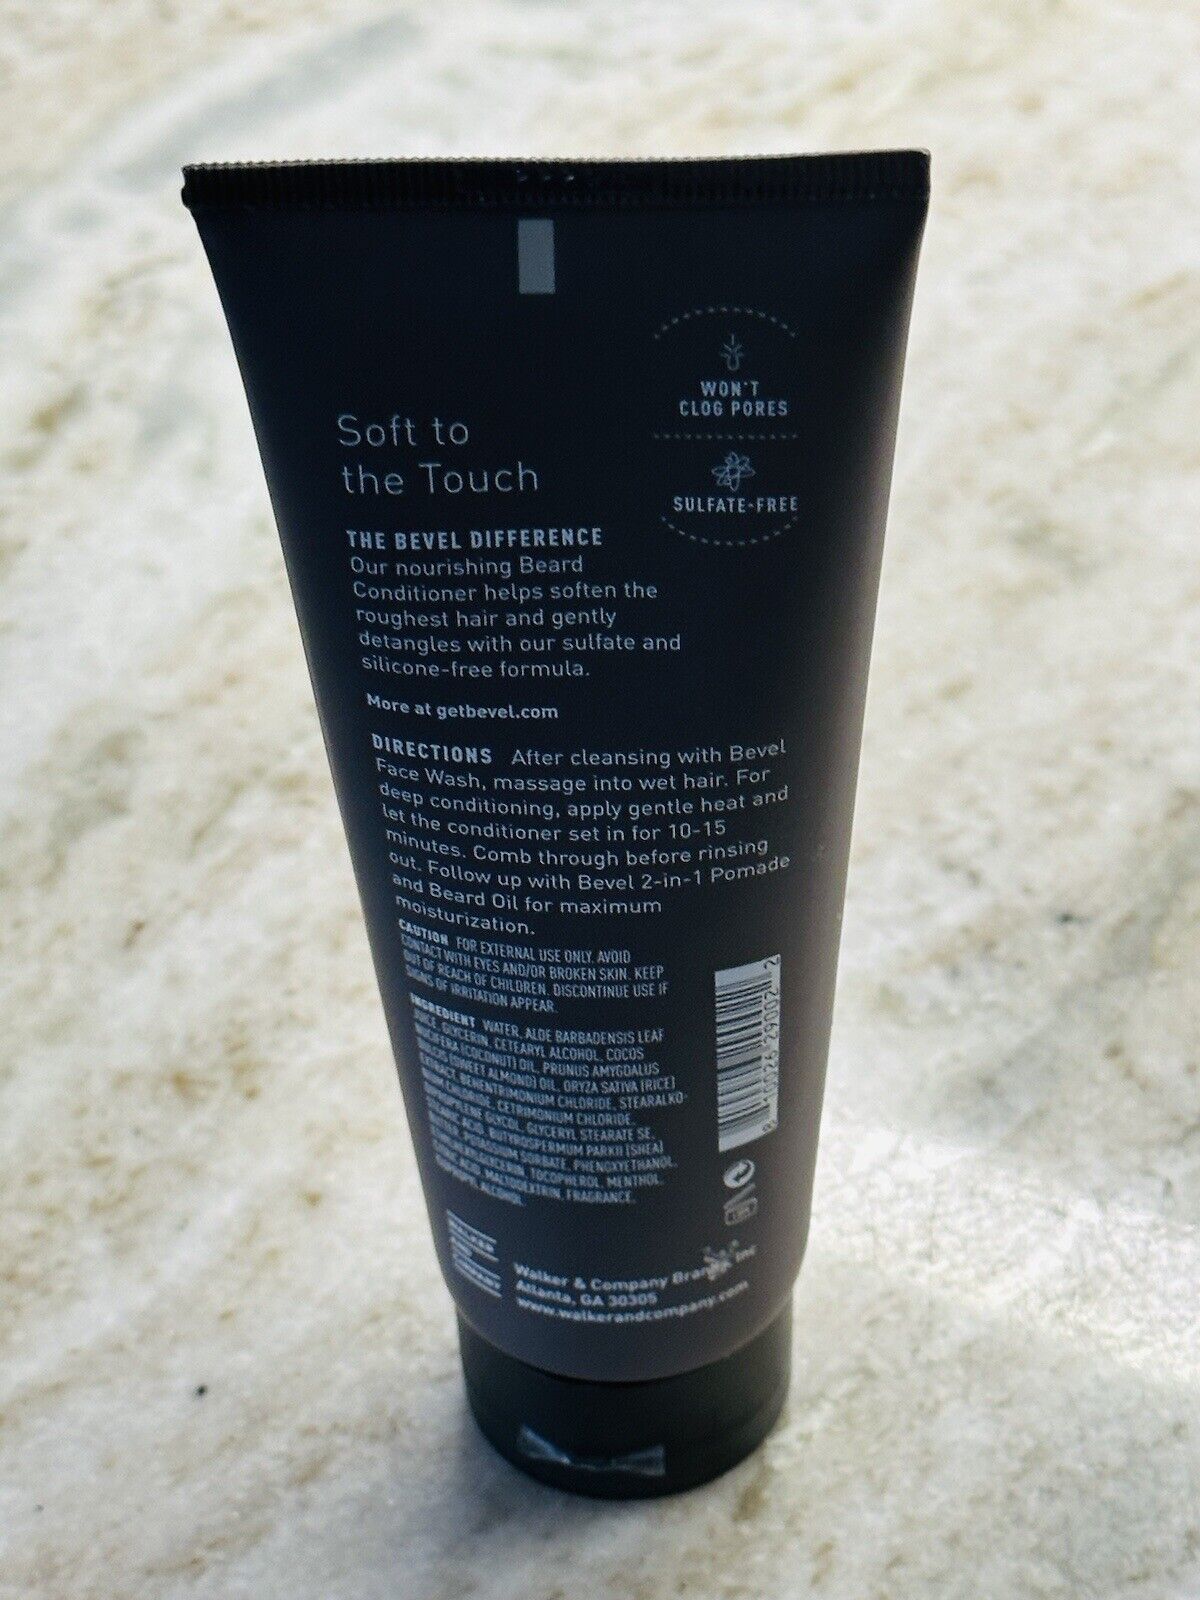 WON'T
CLOG PORES
SULFATE-FREE
Soft to
the Touch
THE BEVEL DIFFERENCE
Our nourishing Beard
Conditioner helps soften the
roughest hair and gently
detangles with our sulfate and
silicone-free formula.
More at getbevel.com
DIRECTIONS After cleansing with Bevel
Face Wash, massage into wet hair. For
deep conditioning, apply gentle heat and
let the conditioner set in for 10-15
minutes. Comb through before rinsing
out. Follow up with Bevel 2-in-1 Pomade
and Beard Oil for maximum
moisturization.
CAUTION FOR EXTERNAL USE ONLY. AVOID
CONTACT WITH EYES AND/OR BROKEN SKIN. KEEP
OUT OF REACH OF CHILDREN. DISCONTINUE USE IF
SIGNS OF IRRITATION APPEAR.
INGREDIENT WATER, ALOE BARBADENSIS LEAF
JUICE, GLYCERIN, CETEARYL ALCOHOL, COCOS
NUCIFERA (COCONUT) OIL, PRUNUS AMYGDALUS
DULCIS (SWEET ALMOND) OIL, ORYZA SATIVA (RICE)
EXTRACT, BEHENTRIMONIUM CHLORIDE, STEARALKO-
CHLORIDE, CETRIMONIUM CHLORIDE,
GLYCOL, GLYCERYL STEARATE SE,
ACID, BUTYROSPERMUM PARKII (SHEA)
POTASSIUM SORBATE, PHENOXYETHANOL,
TOCOPHEROL, MENTHOL,
ACID, MALTODEXTRIN, FRAGRANCE,
ALCOHOL
Walker & Company Brands, Inc
Atlanta, GA 30305
www.walkerandcompany.com